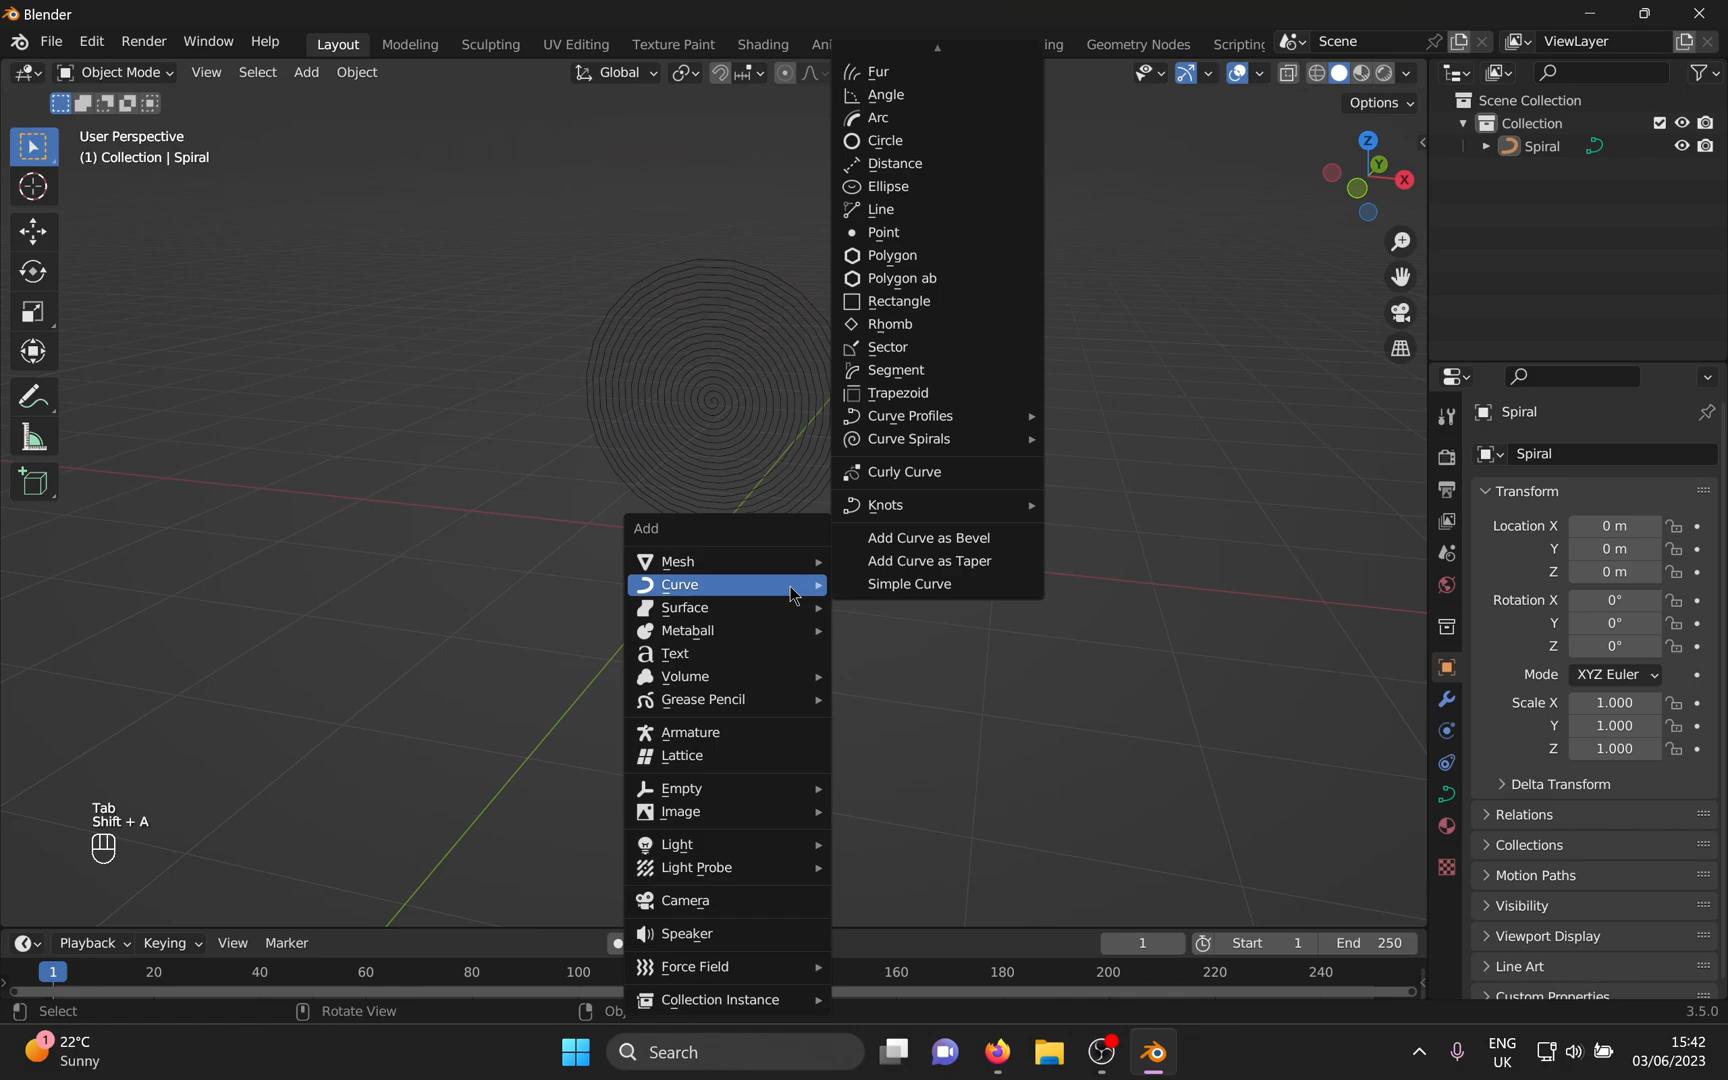 Blender
File Edit Render Window Help
Layout Modeling Sculpting UV Editing Texture Paint Shading Ani ing Geometry Nodes Scripting
Scene
ViewLayer
Object Mode View Select Add Object
Global
Options
User Perspective
(1) Collection | Spiral
Z
Y
X
Scene Collection
Collection
Spiral
Fur
Angle
Arc
Circle
Distance
Ellipse
Line
Point
Polygon
Polygon ab
Rectangle
Rhomb
Sector
Segment
Trapezoid
Curve Profiles
Curve Spirals
Curly Curve
Knots
Add Curve as Bevel
Add Curve as Taper
Simple Curve
Add
Mesh
Curve
Surface
Metaball
Text
Volume
Grease Pencil
Armature
Lattice
Empty
Image
Light
Light Probe
Camera
Speaker
Force Field
Collection Instance
Tab
Shift + A
Spiral
Spiral
Transform
Location X 0 m
Y 0 m
Z 0 m
Rotation X 0°
Y 0°
Z 0°
Mode XYZ Euler
Scale X 1.000
Y 1.000
Z 1.000
Delta Transform
Relations
Collections
Motion Paths
Visibility
Viewport Display
Line Art
Custom Properties
Playback Keying View Marker
1 Start 1 End 250
1 20 40 60 80 100 160 180 200 220 240
Select Rotate View Obj
3.5.0
1
22°C
Sunny
Search
ENG
UK
15:42
03/06/2023